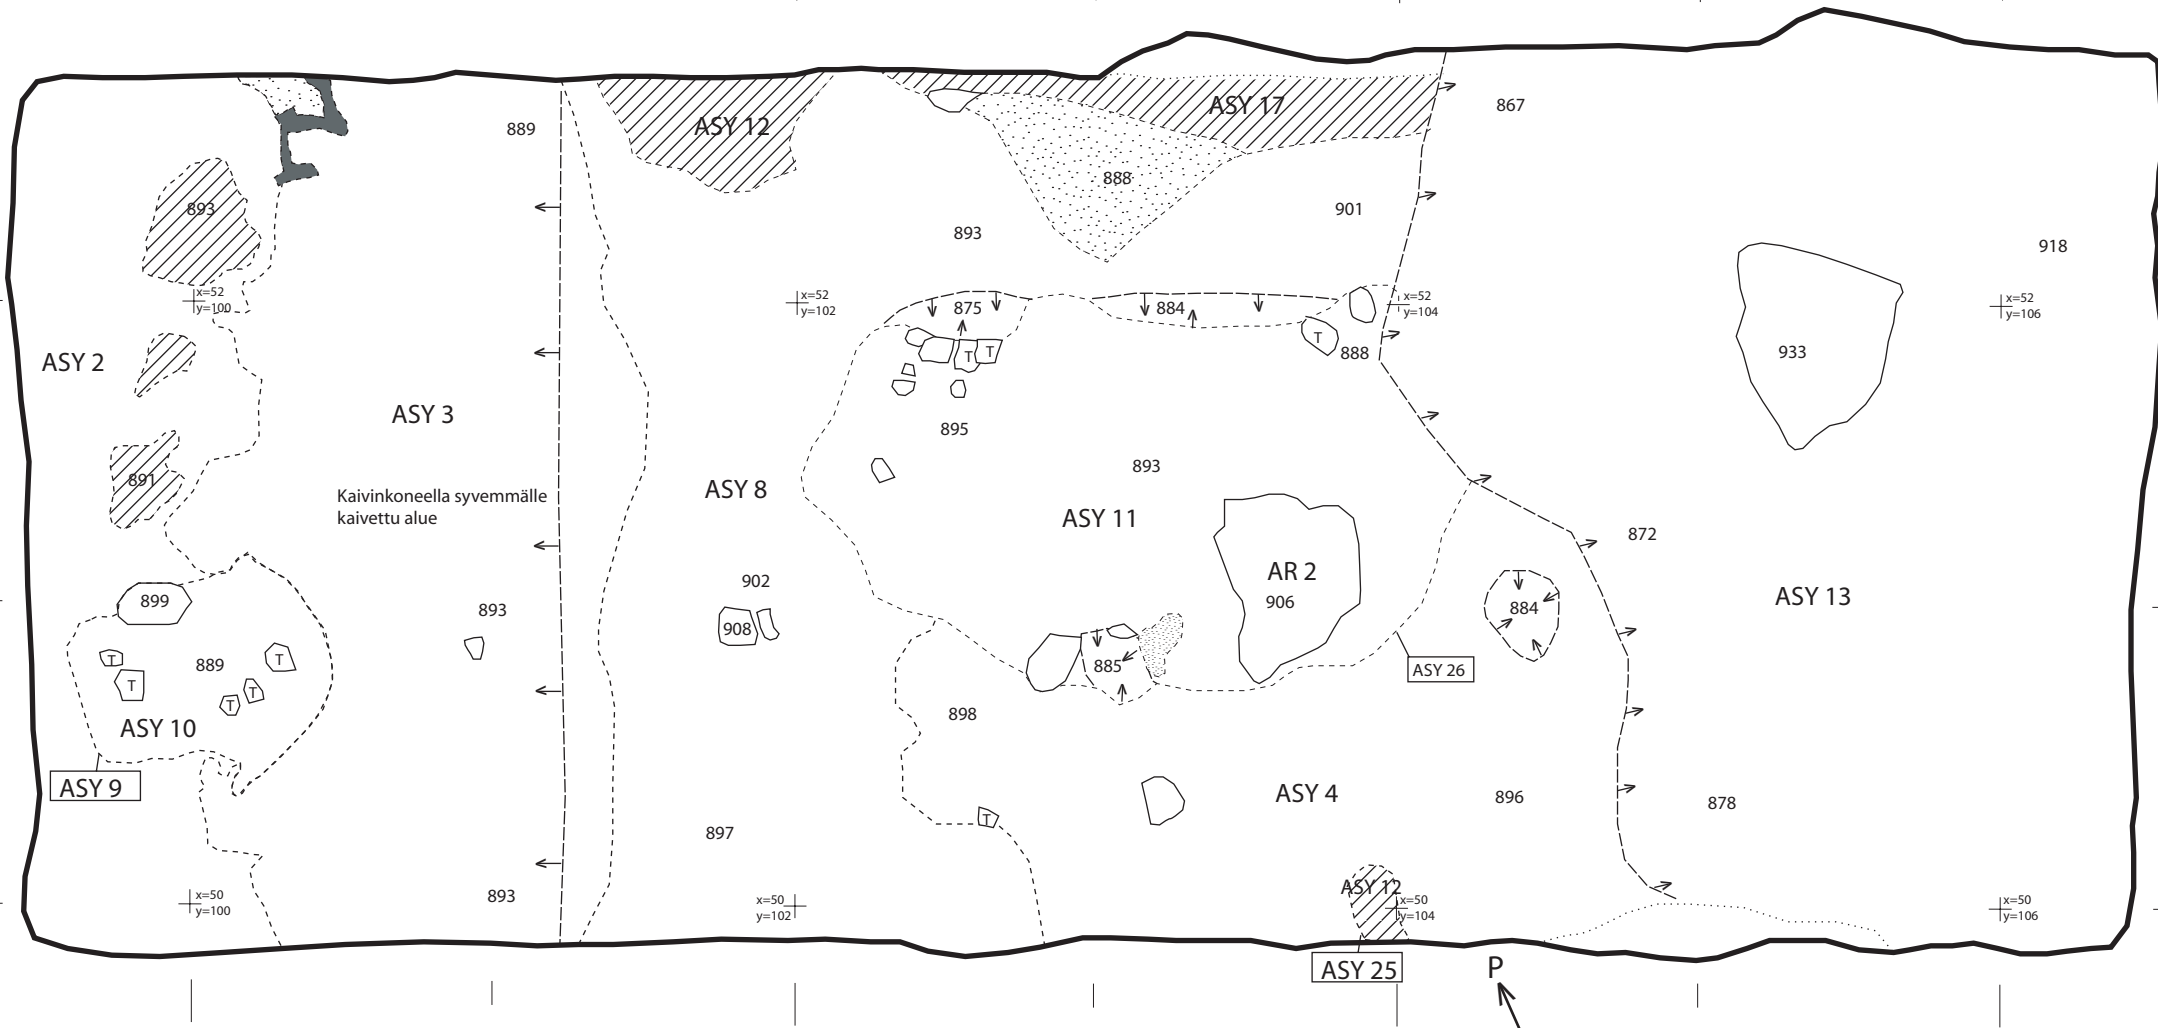 889
ASY 12
ASY 17
867
888
893
901
893
918
x=52
y=100
x=52
y=102
875
884
x=52
y=104
x=52
y=106
T
T
T
888
933
ASY 2
ASY 3
895
893
891
Kaivinkoneella syvemmälle
kaivettu alue
ASY 8
ASY 11
872
902
AR 2
906
ASY 13
899
893
908
884
T
889
T
T
T
T
885
ASY 26
ASY 10
898
ASY 9
ASY 4
896
878
T
897
893
ASY 12
x=50
y=100
x=50
y=102
x=50
y=104
x=50
y=106
ASY 25
P